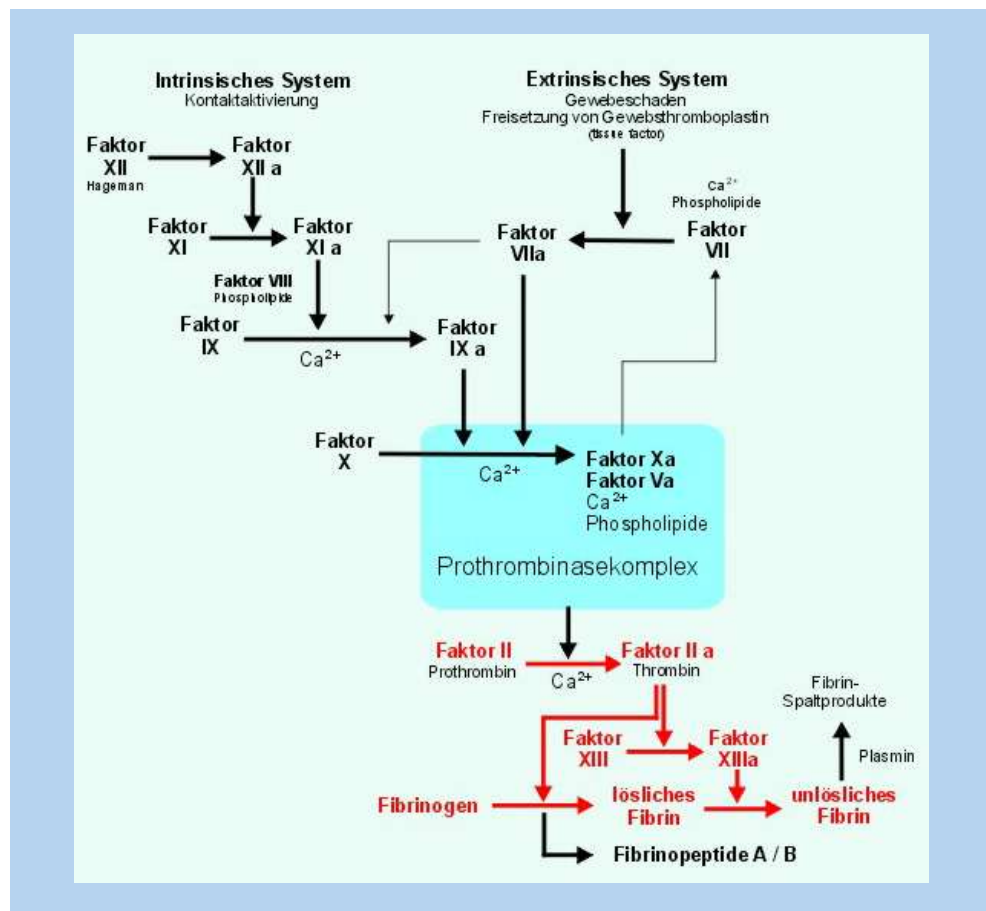 Intrinsisches System
Kontaktaktivierung
Extrinsisches System
Gewebeschaden
Freisetzung von Gewebsthromboplastin
(tissue factor)
Faktor
XII
Hageman
Faktor
XII a
Ca²⁺
Phospholipide
Faktor
XI
Faktor
XI a
Faktor
VIIa
Faktor
VII
Faktor VIII
Phospholipide
Faktor
IX
Ca²⁺
Faktor
IX a
Faktor
X
Ca²⁺
Faktor Xa
Faktor Va
Ca²⁺
Phospholipide
Prothrombinasekomplex
Faktor II
Prothrombin
Ca²⁺
Faktor II a
Thrombin
Fibrin-
Spaltprodukte
Faktor
XIII
Faktor
XIIIa
Plasmin
Fibrinogen
lösliches
Fibrin
unlösliches
Fibrin
Fibrinopeptide A / B